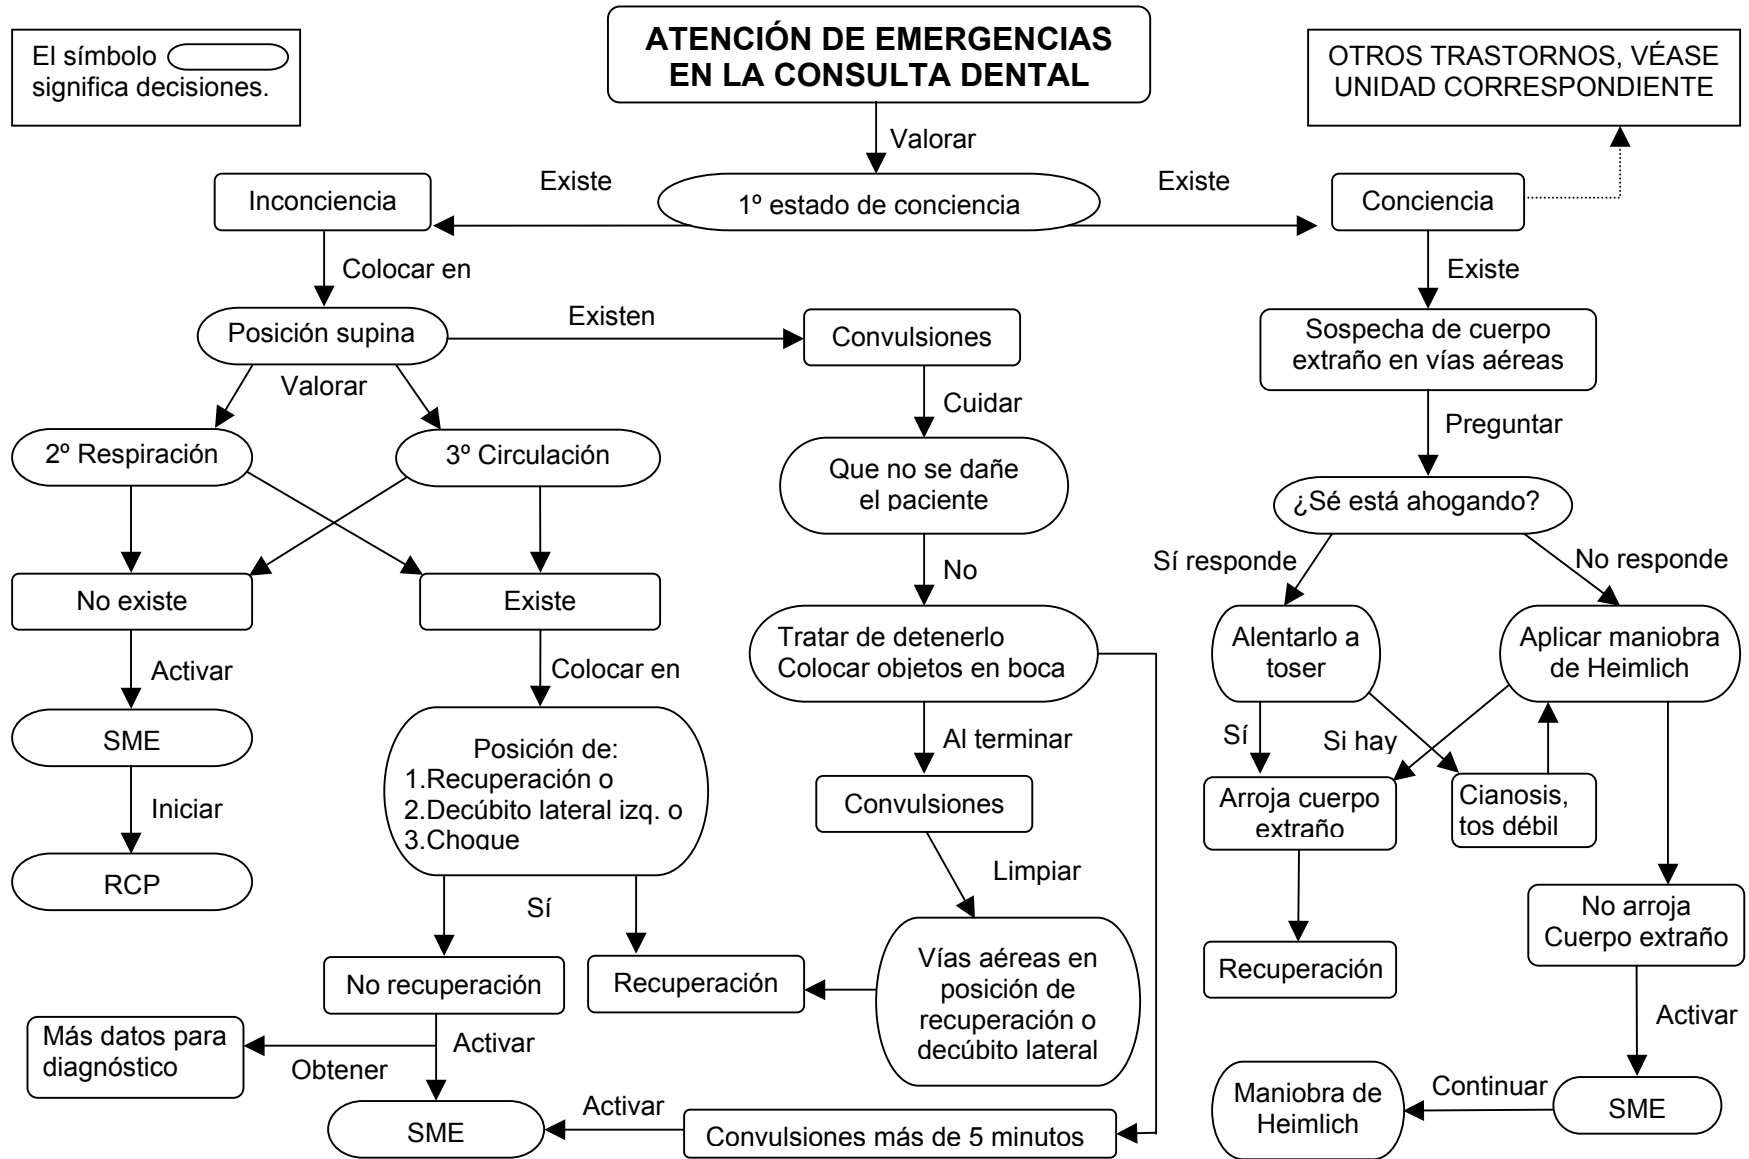 El símbolo
significa decisiones.
ATENCIÓN DE EMERGENCIAS
EN LA CONSULTA DENTAL
OTROS TRASTORNOS, VÉASE
UNIDAD CORRESPONDIENTE
Valorar
Existe
Existe
Inconciencia
1º estado de conciencia
Conciencia
Colocar en
Existe
Posición supina
Existen
Convulsiones
Sospecha de cuerpo
extraño en vías aéreas
Valorar
Cuidar
Preguntar
2º Respiración
3º Circulación
Que no se dañe
el paciente
¿Sé está ahogando?
No
Sí responde
No responde
No existe
Existe
Tratar de detenerlo
Colocar objetos en boca
Alentarlo a
toser
Aplicar maniobra
de Heimlich
Activar
Colocar en
SME
Al terminar
Sí
Si hay
Posición de:
1.Recuperación o
2.Decúbito lateral izq. o
3.Choque
Convulsiones
Arroja cuerpo
extraño
Cianosis,
tos débil
Iniciar
RCP
Limpiar
Sí
No arroja
Cuerpo extraño
No recuperación
Recuperación
Vías aéreas en
posición de
recuperación o
decúbito lateral
Recuperación
Más datos para
diagnóstico
Obtener
Activar
Activar
SME
Activar
Convulsiones más de 5 minutos
Maniobra de
Heimlich
Continuar
SME